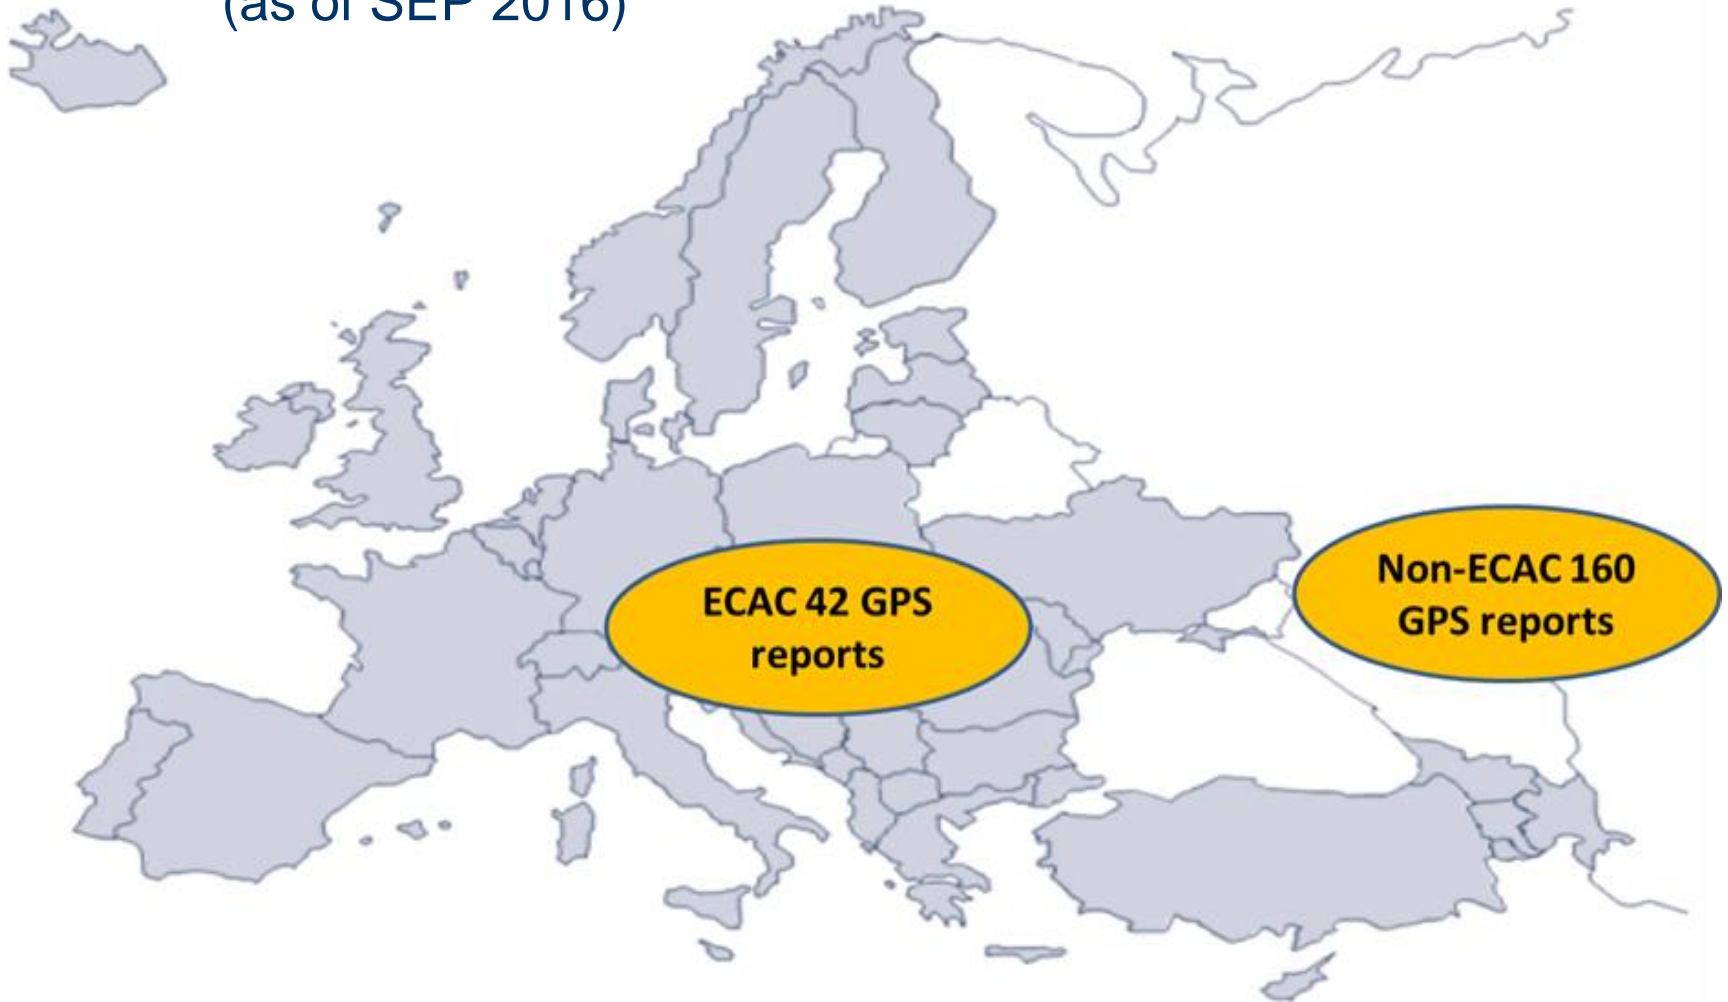 (as of SEP 2016)
ECAC 42 GPS
reports
Non-ECAC 160
GPS reports